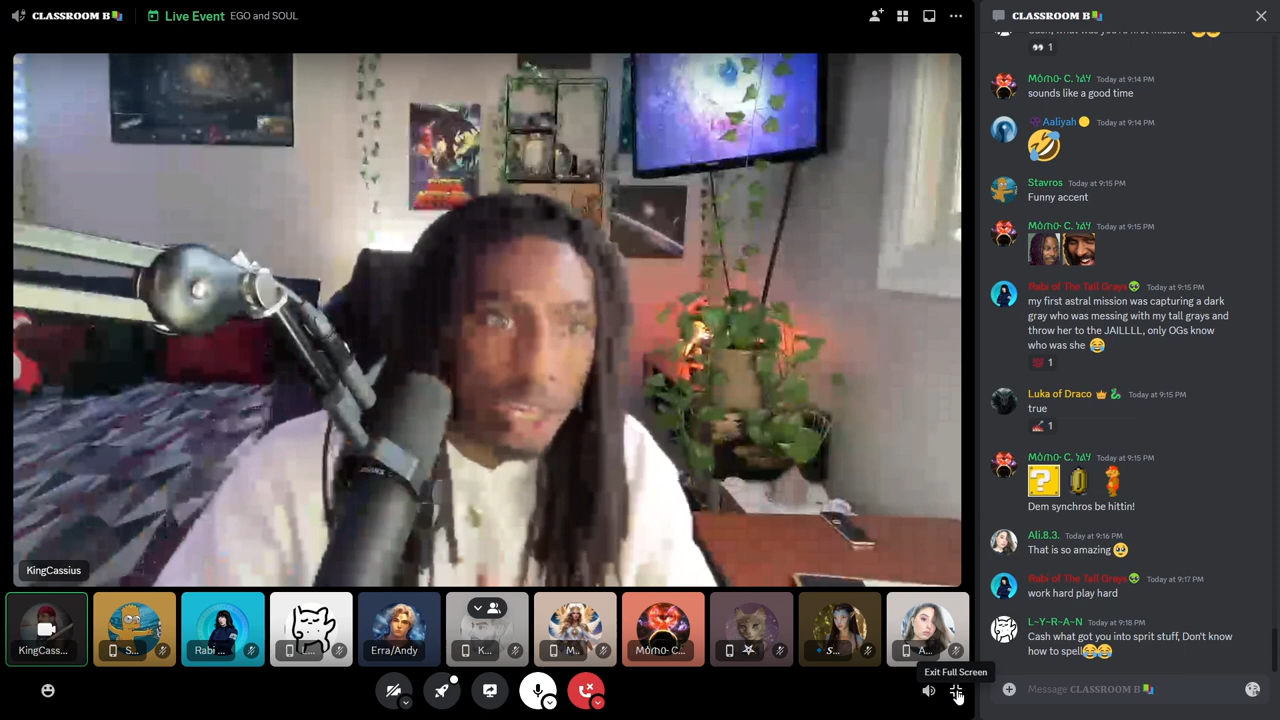 CLASSROOM B
Live Event
EGO and SOUL
KingCassius
KingCass...
S...
Rabi ...
Erra/Andy
K...
M...
Mómo- C...
S...
A...
Exit Full Screen
CLASSROOM B
1
Today at 9:14 PM
sounds like a good time
Aaliyah Today at 9:14 PM
Stavros Today at 9:15 PM
Funny accent
Today at 9:15 PM
Rabi of The Tall Grays Today at 9:15 PM
my first astral mission was capturing a dark
gray who was messing with my tall grays and
throw her to the JAILLLL, only OGs know
who was she
1
Luka of Draco Today at 9:15 PM
true
1
Today at 9:15 PM
Dem synchros be hittin!
Ali.8.3. Today at 9:16 PM
That is so amazing
Rabi of The Tall Grays Today at 9:17 PM
work hard play hard
L~Y~R~A~N Today at 9:18 PM
Cash what got you into sprit stuff, Don't know
how to spell
Message CLASSROOM B